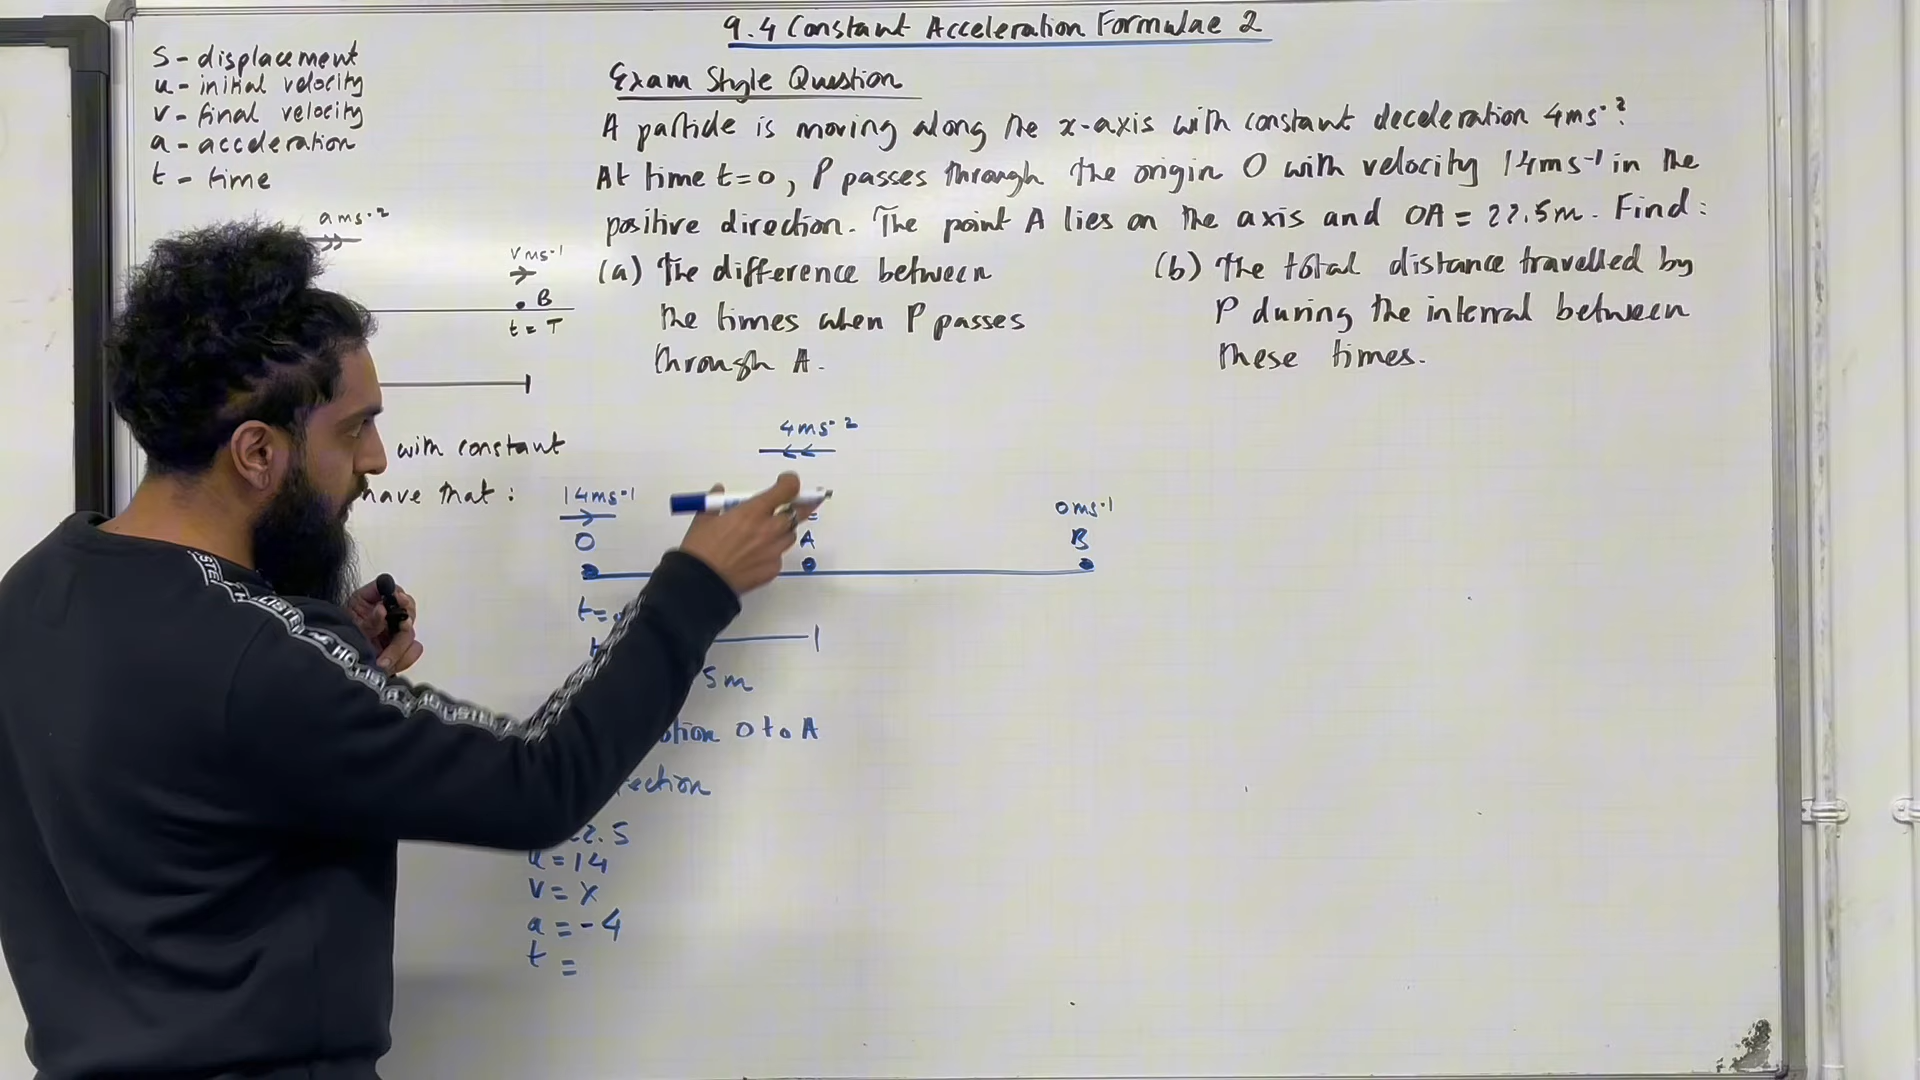 9.4 Constant Acceleration Formulae 2
S - displacement
u - initial velocity
v - final velocity
a - acceleration
t - time
a ms⁻²
v ms⁻¹
B
t = T
with constant
have that :
Exam Style Question
A particle is moving along the x-axis with constant deceleration 4ms⁻².
At time t=0, P passes through the origin O with velocity 14ms⁻¹ in the
positive direction. The point A lies on the axis and OA = 22.5m. Find:
(a) The difference between
the times when P passes
through A.
(b) The total distance travelled by
P during the interval between
these times.
4ms⁻²
14ms⁻¹
0ms⁻¹
O A B
t=0
5m
O to A
u = 14
v = X
a = -4
t =